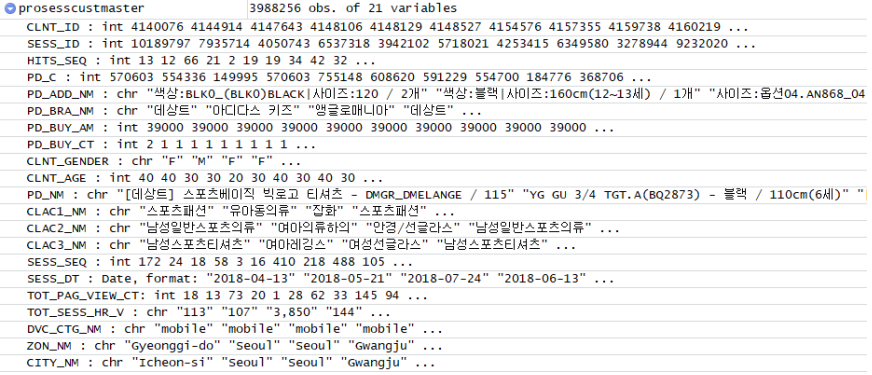 prosesscustmaster 3988256 obs. of 21 variables
CLNT_ID : int 4140076 4144914 4147643 4148106 4148129 4148527 4154576 4157355 4159738 4160219 ...
SESS_ID : int 10189797 7935714 4050743 6537318 3942102 5718021 4253415 6349580 3278944 9232020 ...
HITS_SEQ : int 13 12 66 21 2 19 19 34 42 32 ...
PD_C : int 570603 554336 149995 570603 755148 608620 591229 554700 184776 368706 ...
PD_ADD_NM : chr "색상:BLK0_(BLK0)BLACK|사이즈:120 / 2개" "색상:블랙|사이즈:160cm(12~13세) / 1개" "사이즈:옵션04.AN868_04
PD_BRA_NM : chr "데상트" "아디다스 키즈" "앵글로매니아" "데상트" ...
PD_BUY_AM : int 39000 39000 39000 39000 39000 39000 39000 39000 39000 39000 ...
PD_BUY_CT : int 2 1 1 1 1 1 1 1 1 1 ...
CLNT_GENDER : chr "F" "M" "F" "F" ...
CLNT_AGE : int 40 40 30 30 20 30 40 30 40 30 ...
PD_NM : chr "[데상트] 스포츠베이직 빅로고 티셔츠 - DMGR_DMELANGE / 115" "YG GU 3/4 TGT.A(BQ2873) - 블랙 / 110cm(6세)" "
CLAC1_NM : chr "스포츠패션" "유아동의류" "잡화" "스포츠패션" ...
CLAC2_NM : chr "남성일반스포츠의류" "여아의류하의" "안경/선글라스" "남성일반스포츠의류" ...
CLAC3_NM : chr "남성스포츠티셔츠" "여아레깅스" "여성선글라스" "남성스포츠티셔츠" ...
SESS_SEQ : int 172 24 18 58 3 16 410 218 488 105 ...
SESS_DT : Date, format: "2018-04-13" "2018-05-21" "2018-07-24" "2018-06-13" ...
TOT_PAG_VIEW_CT: int 18 13 73 20 1 28 62 33 145 94 ...
TOT_SESS_HR_V : chr "113" "107" "3,850" "144" ...
DVC_CTG_NM : chr "mobile" "mobile" "mobile" "mobile" ...
ZON_NM : chr "Gyeonggi-do" "Seoul" "Seoul" "Gwangju" ...
CITY_NM : chr "Icheon-si" "Seoul" "Seoul" "Gwangju" ...